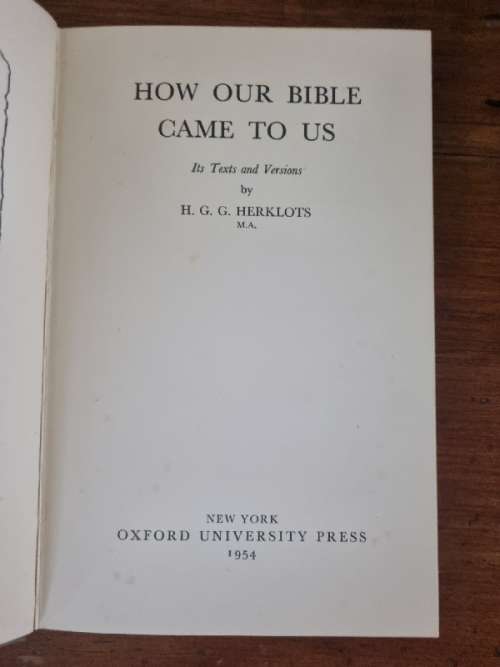 HOW OUR BIBLE
CAME TO US
Its Texts and Versions
by
H. G. G. HERKLOTS
M.A.
NEW YORK
OXFORD UNIVERSITY PRESS
1954